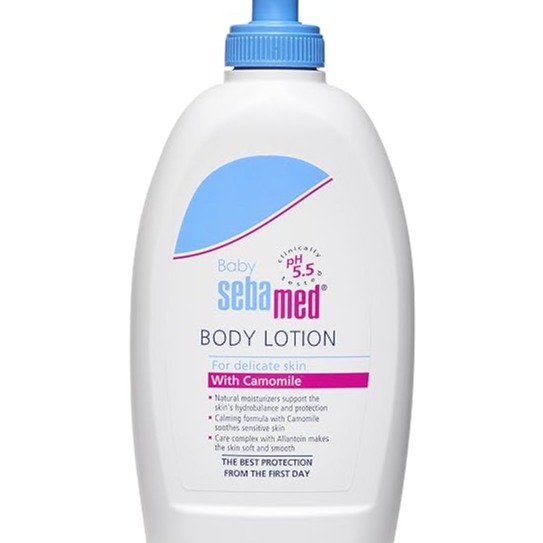 clinically
pH
5.5
tested
Baby
sebamed®
BODY LOTION
For delicate skin
With Camomile
• Natural moisturizers support the
skin's hydrobalance and protection
• Calming formula with Camomile
soothes sensitive skin
• Care complex with Allantoin makes
the skin soft and smooth
THE BEST PROTECTION
FROM THE FIRST DAY